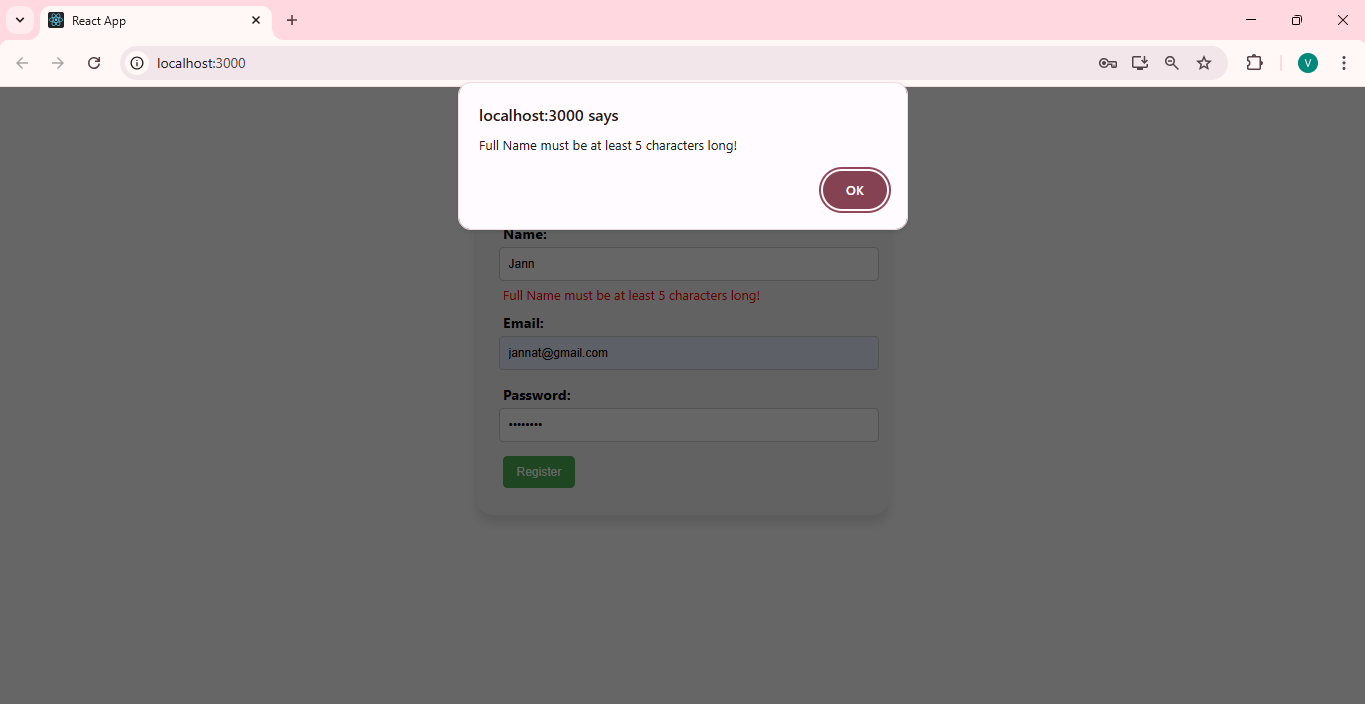 React App
localhost:3000
V
localhost:3000 says
Full Name must be at least 5 characters long!
OK
Name:
Jann
Full Name must be at least 5 characters long!
Email:
jannat@gmail.com
Password:
••••••••
Register